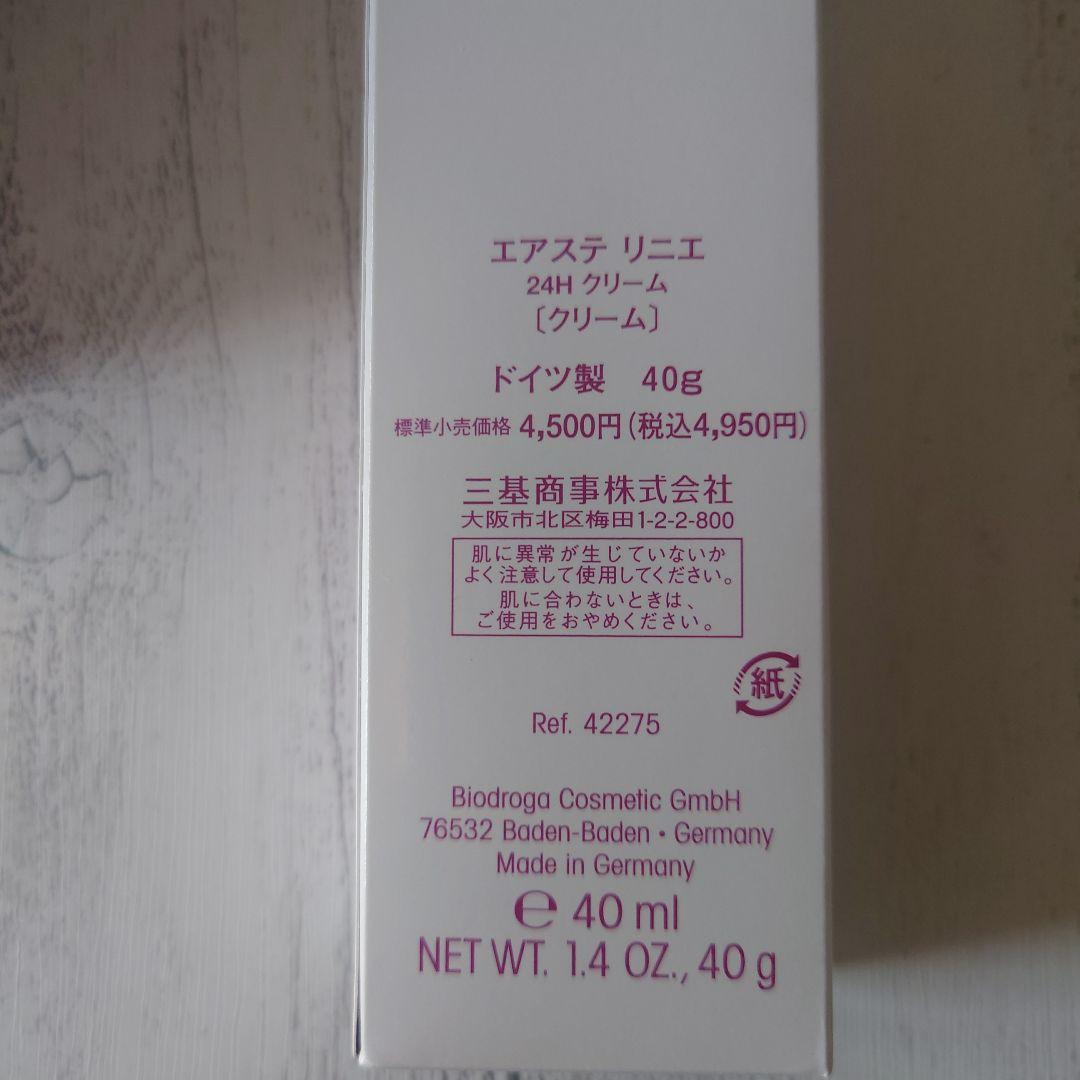 エアステ リニエ
24H クリーム
〔クリーム〕
ドイツ製　40g
標準小売価格 4,500円(税込4,950円)
三基商事株式会社
大阪市北区梅田1-2-2-800
肌に異常が生じていないか
よく注意して使用してください。
肌に合わないときは、
ご使用をおやめください。
紙
Ref. 42275
Biodroga Cosmetic GmbH
76532 Baden-Baden • Germany
Made in Germany
℮ 40 ml
NET WT. 1.4 OZ., 40 g